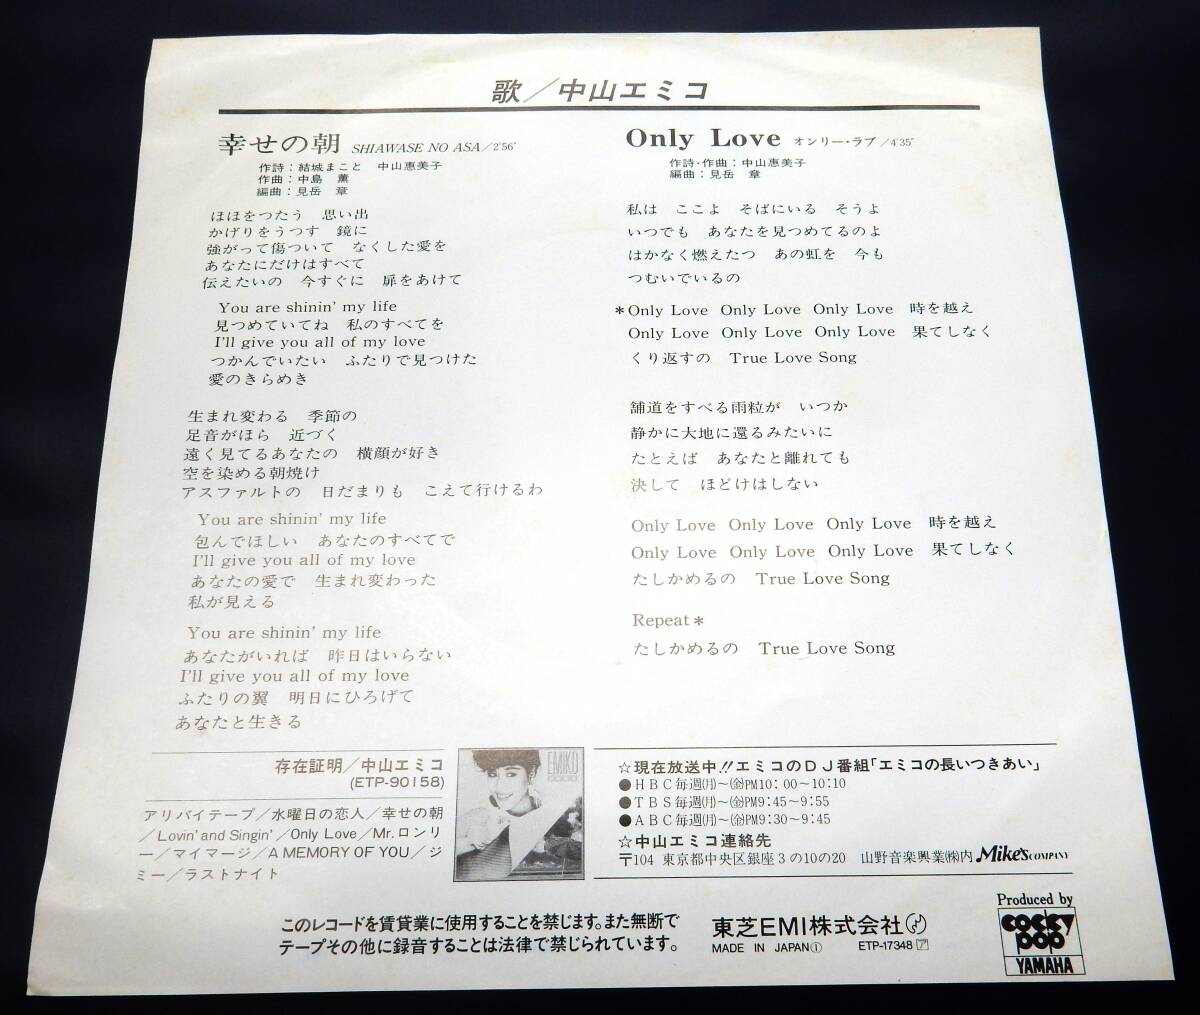 歌／中山エミコ
幸せの朝 SHIAWASE NO ASA／2'56"
作詩：結城まこと 中山恵美子
作曲：中島 薫
編曲：見岳 章
ほほをつたう 思い出
かげりをうつす 鏡に
強がって傷ついて なくした愛を
あなたにだけはすべて
伝えたいの 今すぐに 扉をあけて
You are shinin' my life
見つめていてね 私のすべてを
I'll give you all of my love
つかんでいたい ふたりで見つけた
愛のきらめき
生まれ変わる 季節の
足音がほら 近づく
遠く見てるあなたの 横顔が好き
空を染める朝焼け
アスファルトの 日だまりも こえて行けるわ
You are shinin' my life
包んでほしい あなたのすべてで
I'll give you all of my love
あなたの愛で 生まれ変わった
私が見える
You are shinin' my life
あなたがいれば 昨日はいらない
I'll give you all of my love
ふたりの翼 明日にひろげて
あなたと生きる
Only Love オンリー・ラブ／4'35"
作詩・作曲：中山恵美子
編曲：見岳 章
私は ここよ そばにいる そうよ
いつでも あなたを見つめてるのよ
はかなく燃えたつ あの虹を 今も
つむいでいるの
＊Only Love Only Love Only Love 時を越え
Only Love Only Love Only Love 果てしなく
くり返すの True Love Song
舗道をすべる雨粒が いつか
静かに大地に還るみたいに
たとえば あなたと離れても
決して ほどけはしない
Only Love Only Love Only Love 時を越え
Only Love Only Love Only Love 果てしなく
たしかめるの True Love Song
Repeat＊
たしかめるの True Love Song
存在証明／中山エミコ
(ETP-90158)
アリバイテープ／水曜日の恋人／幸せの朝
／Lovin' and Singin'／Only Love／Mr.ロンリ
ー／マイマージ／A MEMORY OF YOU／ジ
ミー／ラストナイト
EMIKO
☆現在放送中!!エミコのDJ番組「エミコの長いつきあい」
●HBC毎週㈪〜㈮PM10：00〜10：10
●TBS毎週㈪〜㈮PM9:45〜9:55
●ABC毎週㈪〜㈮PM9:30〜9:45
☆中山エミコ連絡先
〒104 東京都中央区銀座3の10の20 山野音楽興業㈱内 Mike's COMPANY
このレコードを賃貸業に使用することを禁じます。また無断で
テープその他に録音することは法律で禁じられています。
東芝EMI株式会社
MADE IN JAPAN① ETP-17348 ア
Produced by
cocky
pop
YAMAHA